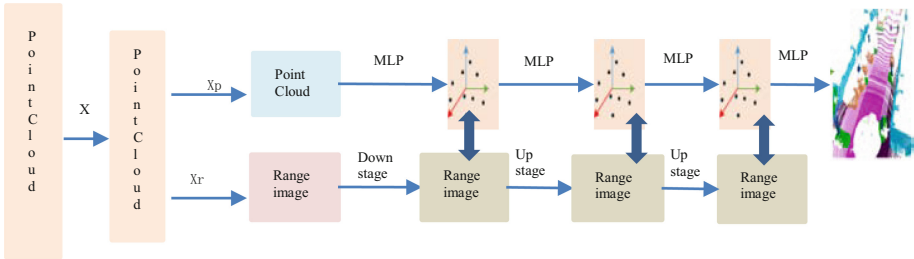 PointCloud
X
PointCloud
Xp
Point
Cloud
MLP
MLP
MLP
MLP
Xr
Range
image
Down
stage
Range
image
Up
stage
Range
image
Up
stage
Range
image